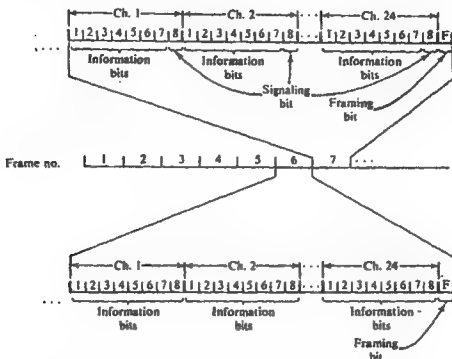 Ch. 1 Ch. 2 ... Ch. 24
1 2 3 4 5 6 7 8 1 2 3 4 5 6 7 8 ... 1 2 3 4 5 6 7 8 F
.... Information bits Information bits Information bits
Signaling bit
Framing bit
Frame no. 1 2 3 4 5 6 7 ...
Ch. 1 Ch. 2 ... Ch. 24
1 2 3 4 5 6 7 8 1 2 3 4 5 6 7 8 ... 1 2 3 4 5 6 7 8 F
.... Information bits Information bits Information - bits
Framing bit